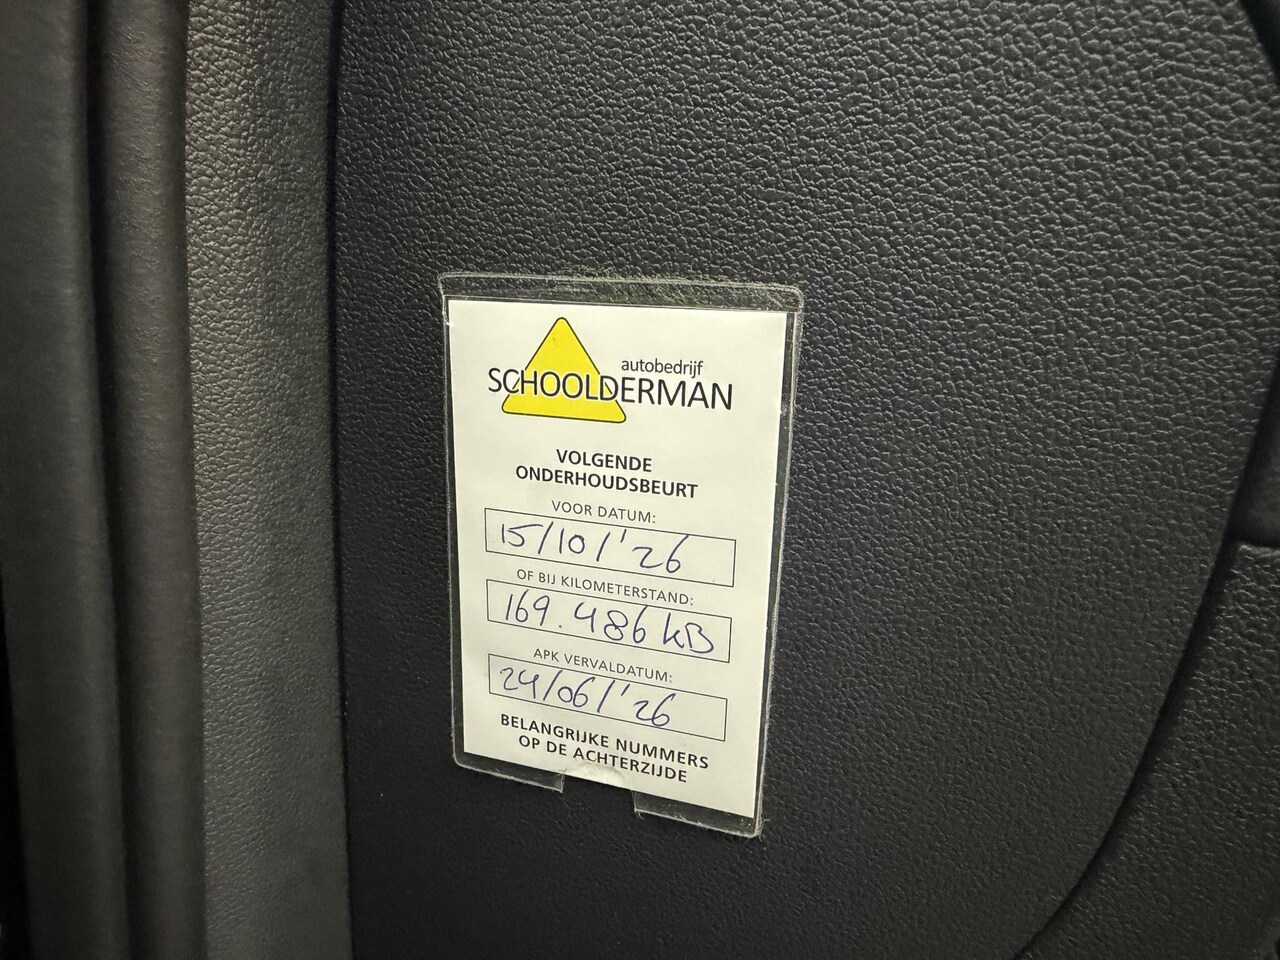 autobedrijf
SCHOOLDERMAN
VOLGENDE
ONDERHOUDSBEURT
VOOR DATUM:
15/10/'26
OF BIJ KILOMETERSTAND:
169.486 KB
APK VERVALDATUM:
24/06/'26
BELANGRIJKE NUMMERS
OP DE ACHTERZIJDE